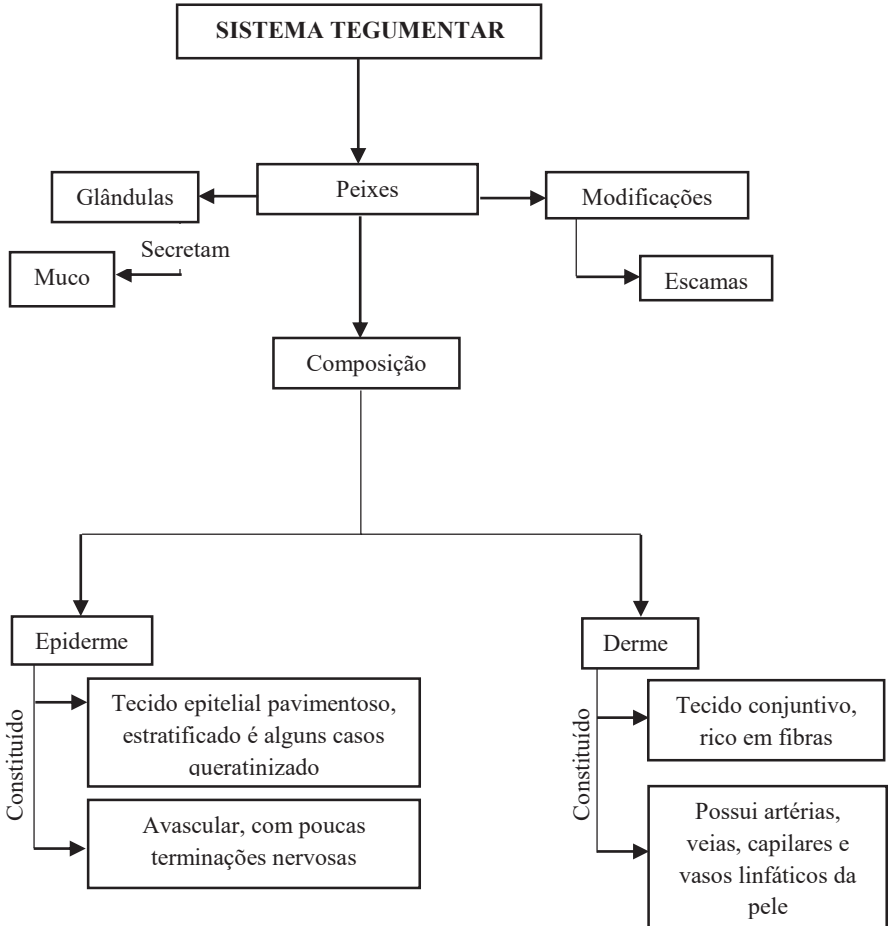 SISTEMA TEGUMENTAR
Glândulas
Peixes
Modificações
Secretam
Muco
Escamas
Composição
Epiderme
Derme
Constituído
Tecido epitelial pavimentoso,
estratificado é alguns casos
queratinizado
Avascular, com poucas
terminações nervosas
Constituído
Tecido conjuntivo,
rico em fibras
Possui artérias,
veias, capilares e
vasos linfáticos da
pele